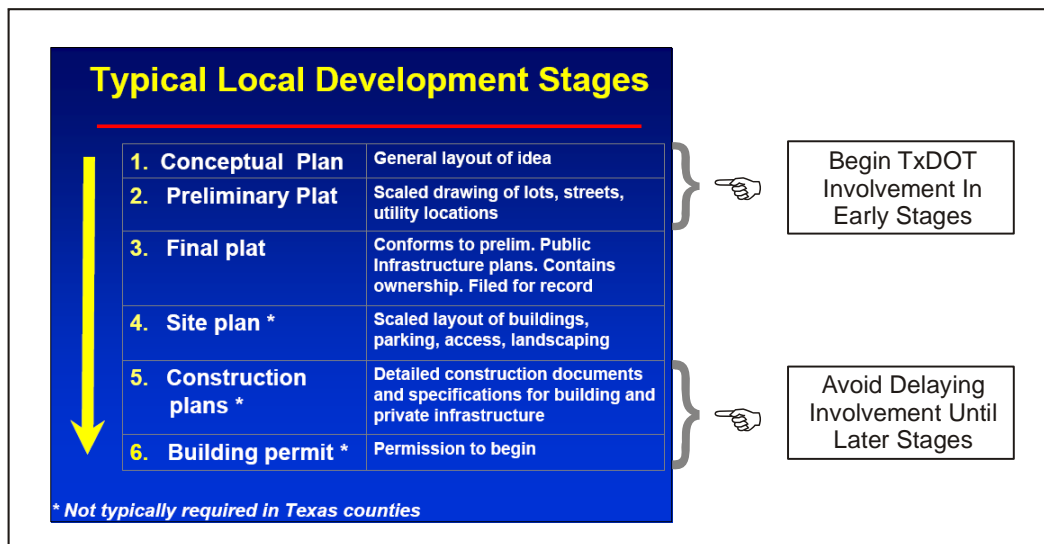 Typical Local Development Stages
1. Conceptual Plan
General layout of idea
2. Preliminary Plat
Scaled drawing of lots, streets,
utility locations
3. Final plat
Conforms to prelim. Public
Infrastructure plans. Contains
ownership. Filed for record
4. Site plan *
Scaled layout of buildings,
parking, access, landscaping
5. Construction
plans *
Detailed construction documents
and specifications for building and
private infrastructure
6. Building permit *
Permission to begin
* Not typically required in Texas counties
Begin TxDOT
Involvement In
Early Stages
Avoid Delaying
Involvement Until
Later Stages